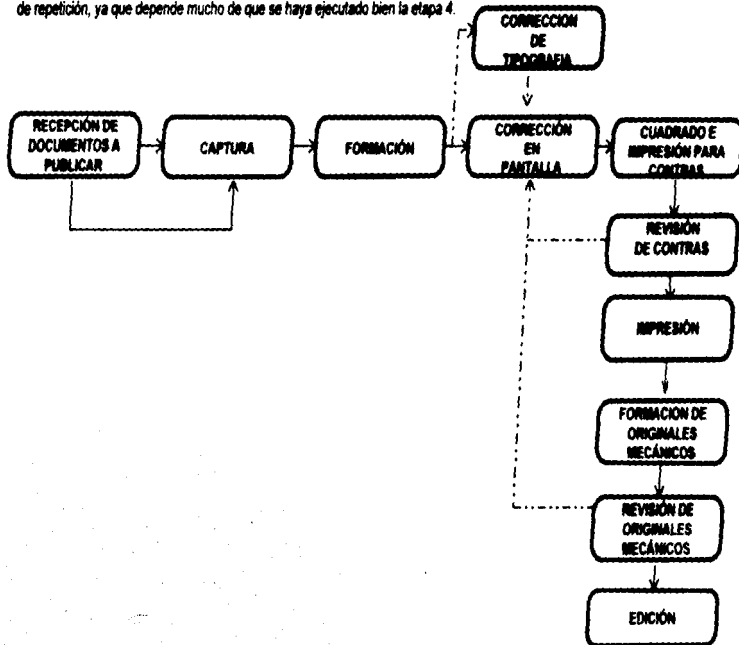 de repetición, ya que depende mucho de que se haya ejecutado bien la etapa 4.
CORRECCION
DE
TIPOGRAFIA
RECEPCIÓN DE
DOCUMENTOS A
PUBLICAR
CAPTURA
FORMACIÓN
CORRECCIÓN
EN
PANTALLA
CUADRADO E
IMPRESIÓN PARA
CONTRAS
REVISIÓN
DE CONTRAS
IMPRESIÓN
FORMACION DE
ORIGINALES
MECÁNICOS
REVISIÓN DE
ORIGINALES
MECÁNICOS
EDICIÓN